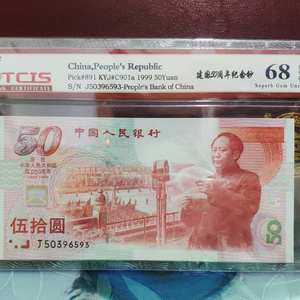 TCIS
China,People's Republic
Pick#891 KYJ#C901a 1999 50Yuan
S/N J50396593-People's Bank of China
建国50周年纪念钞
68
Superb Gem Unc
50
中国人民银行
伍拾圆
J50396593
50